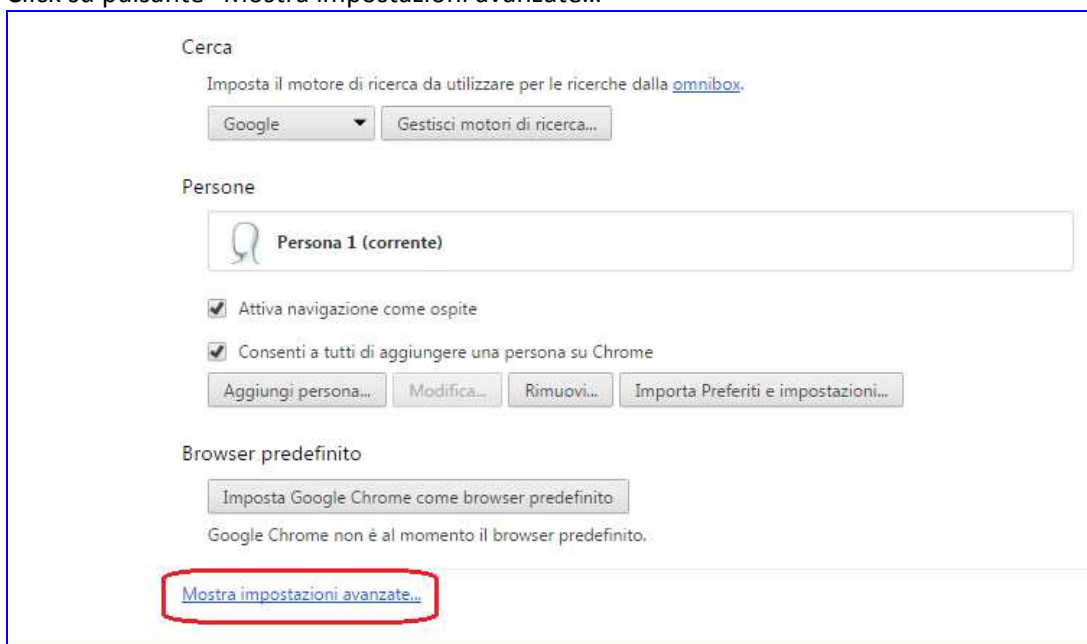 Click su pulsante "Mostra impostazioni avanzate...
Cerca
Imposta il motore di ricerca da utilizzare per le ricerche dalla omnibox.
Google Gestisci motori di ricerca...
Persone
Persona 1 (corrente)
Attiva navigazione come ospite
Consenti a tutti di aggiungere una persona su Chrome
Aggiungi persona... Modifica... Rimuovi... Importa Preferiti e impostazioni...
Browser predefinito
Imposta Google Chrome come browser predefinito
Google Chrome non è al momento il browser predefinito.
Mostra impostazioni avanzate...